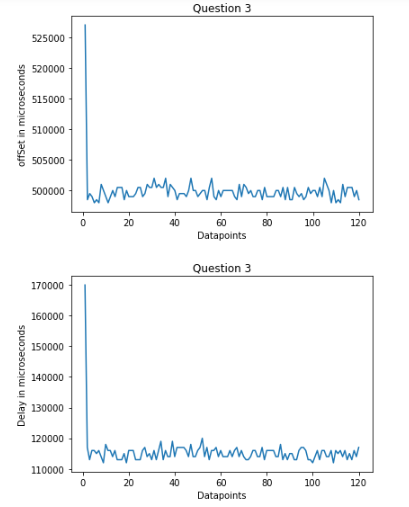 Question 3
offSet in microseconds
525000
520000
515000
510000
505000
500000
0 20 40 60 80 100 120
Datapoints
Question 3
Delay in microseconds
170000
160000
150000
140000
130000
120000
110000
0 20 40 60 80 100 120
Datapoints